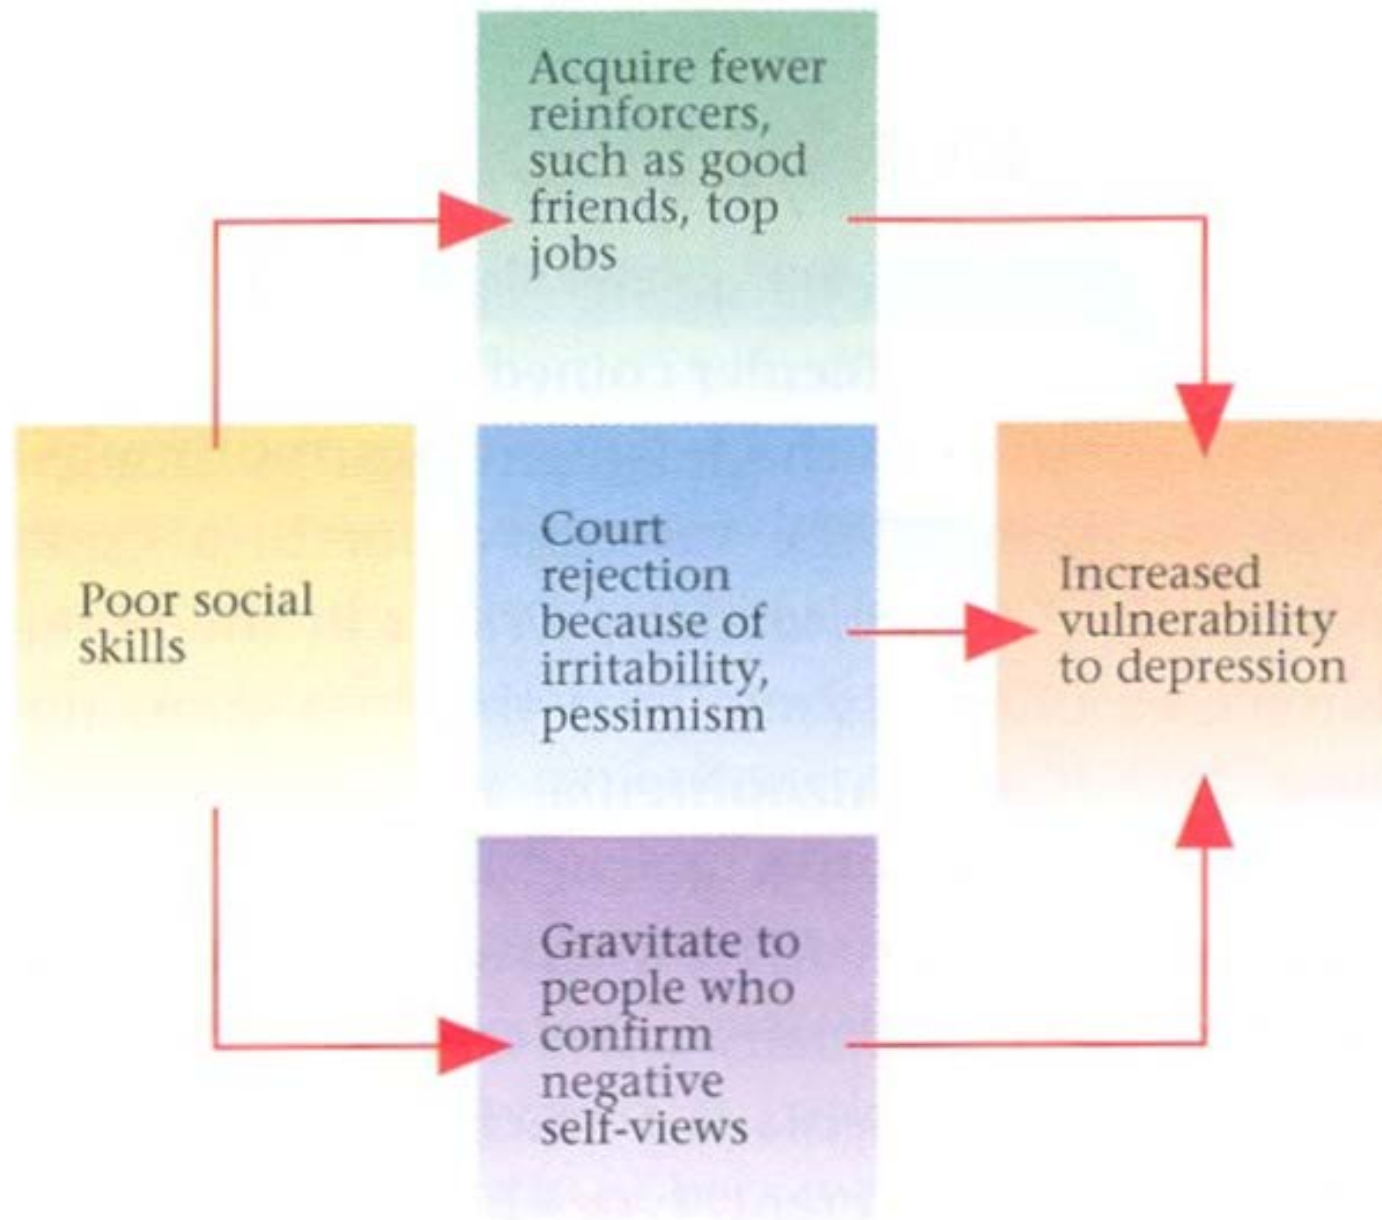 Acquire fewer
reinforcers,
such as good
friends, top
jobs
Poor social
skills
Court
rejection
because of
irritability,
pessimism
Increased
vulnerability
to depression
Gravitate to
people who
confirm
negative
self-views